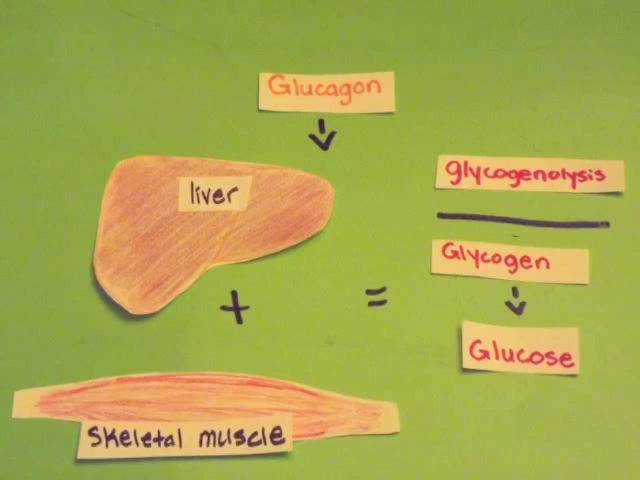 Glucagon
liver
glycogenolysis
Glycogen
Glucose
+
=
skeletal muscle